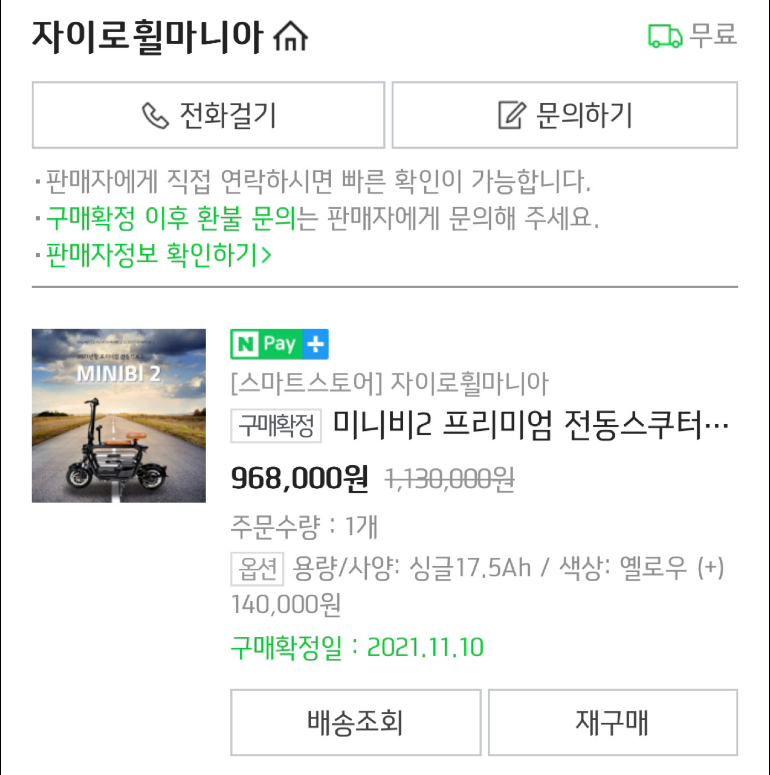 자이로휠마니아
무료
전화걸기
문의하기
·판매자에게 직접 연락하시면 빠른 확인이 가능합니다.
·구매확정 이후 환불 문의는 판매자에게 문의해 주세요.
·판매자정보 확인하기>
MINIBI 2
N Pay +
[스마트스토어] 자이로휠마니아
구매확정 미니비2 프리미엄 전동스쿠터…
968,000원 1,130,000원
주문수량 : 1개
옵션 용량/사양: 싱글17.5Ah / 색상: 옐로우 (+)
140,000원
구매확정일 : 2021.11.10
배송조회
재구매